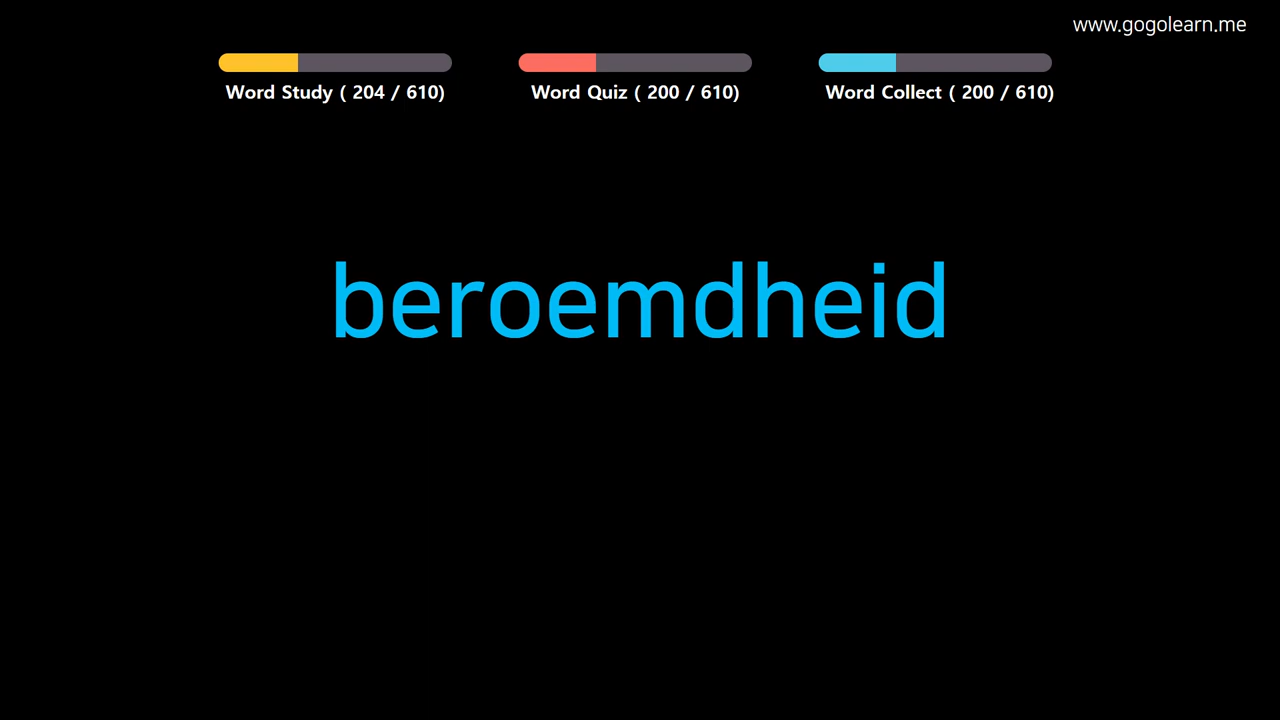 www.gogolearn.me
Word Study ( 204 / 610)
Word Quiz ( 200 / 610)
Word Collect ( 200 / 610)
beroemdheid